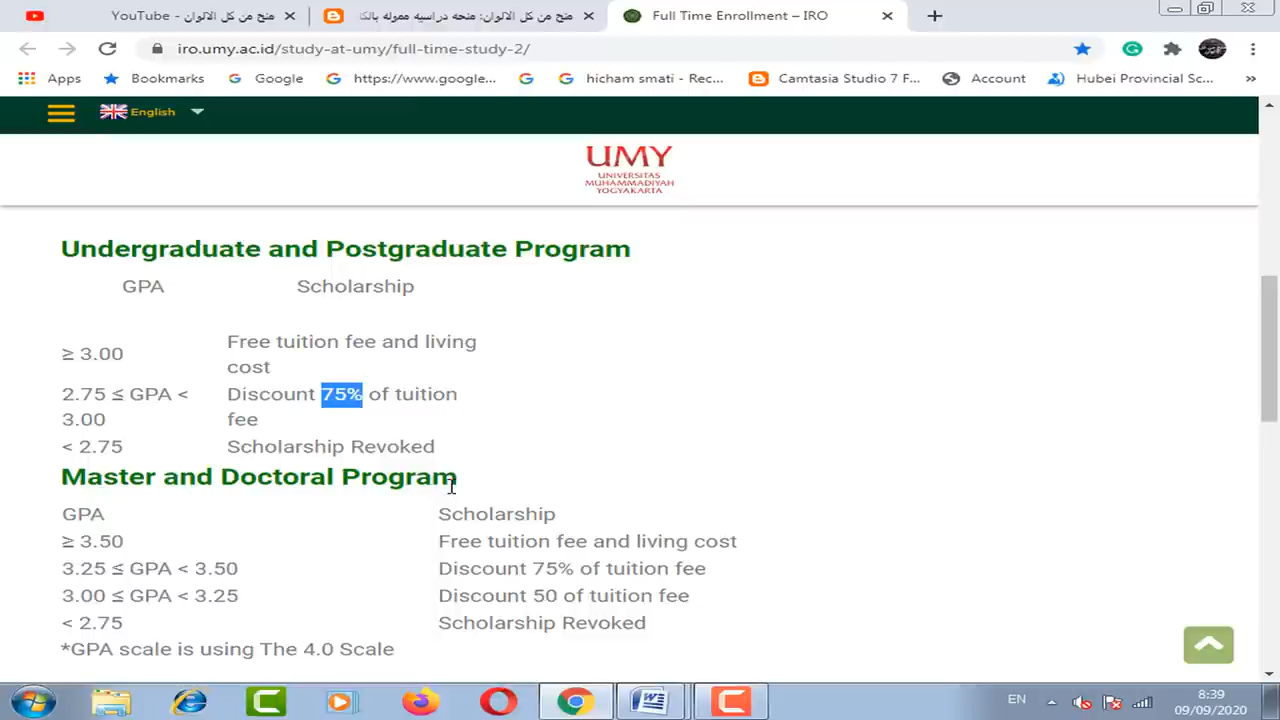 منح من كل الالوان - YouTube
منح من كل الالوان: منحه دراسيه مموله بالكا
Full Time Enrollment – IRO
iro.umy.ac.id/study-at-umy/full-time-study-2/
Apps Bookmarks Google https://www.google... hicham smati - Rec... Camtasia Studio 7 F... Account Hubei Provincial Sc... »
English
UMY
UNIVERSITAS
MUHAMMADIYAH
YOGYAKARTA
Undergraduate and Postgraduate Program
GPA Scholarship
≥ 3.00 Free tuition fee and living
cost
2.75 ≤ GPA < Discount 75% of tuition
3.00 fee
< 2.75 Scholarship Revoked
Master and Doctoral Program
GPA Scholarship
≥ 3.50 Free tuition fee and living cost
3.25 ≤ GPA < 3.50 Discount 75% of tuition fee
3.00 ≤ GPA < 3.25 Discount 50 of tuition fee
< 2.75 Scholarship Revoked
*GPA scale is using The 4.0 Scale
EN 8:39
09/09/2020